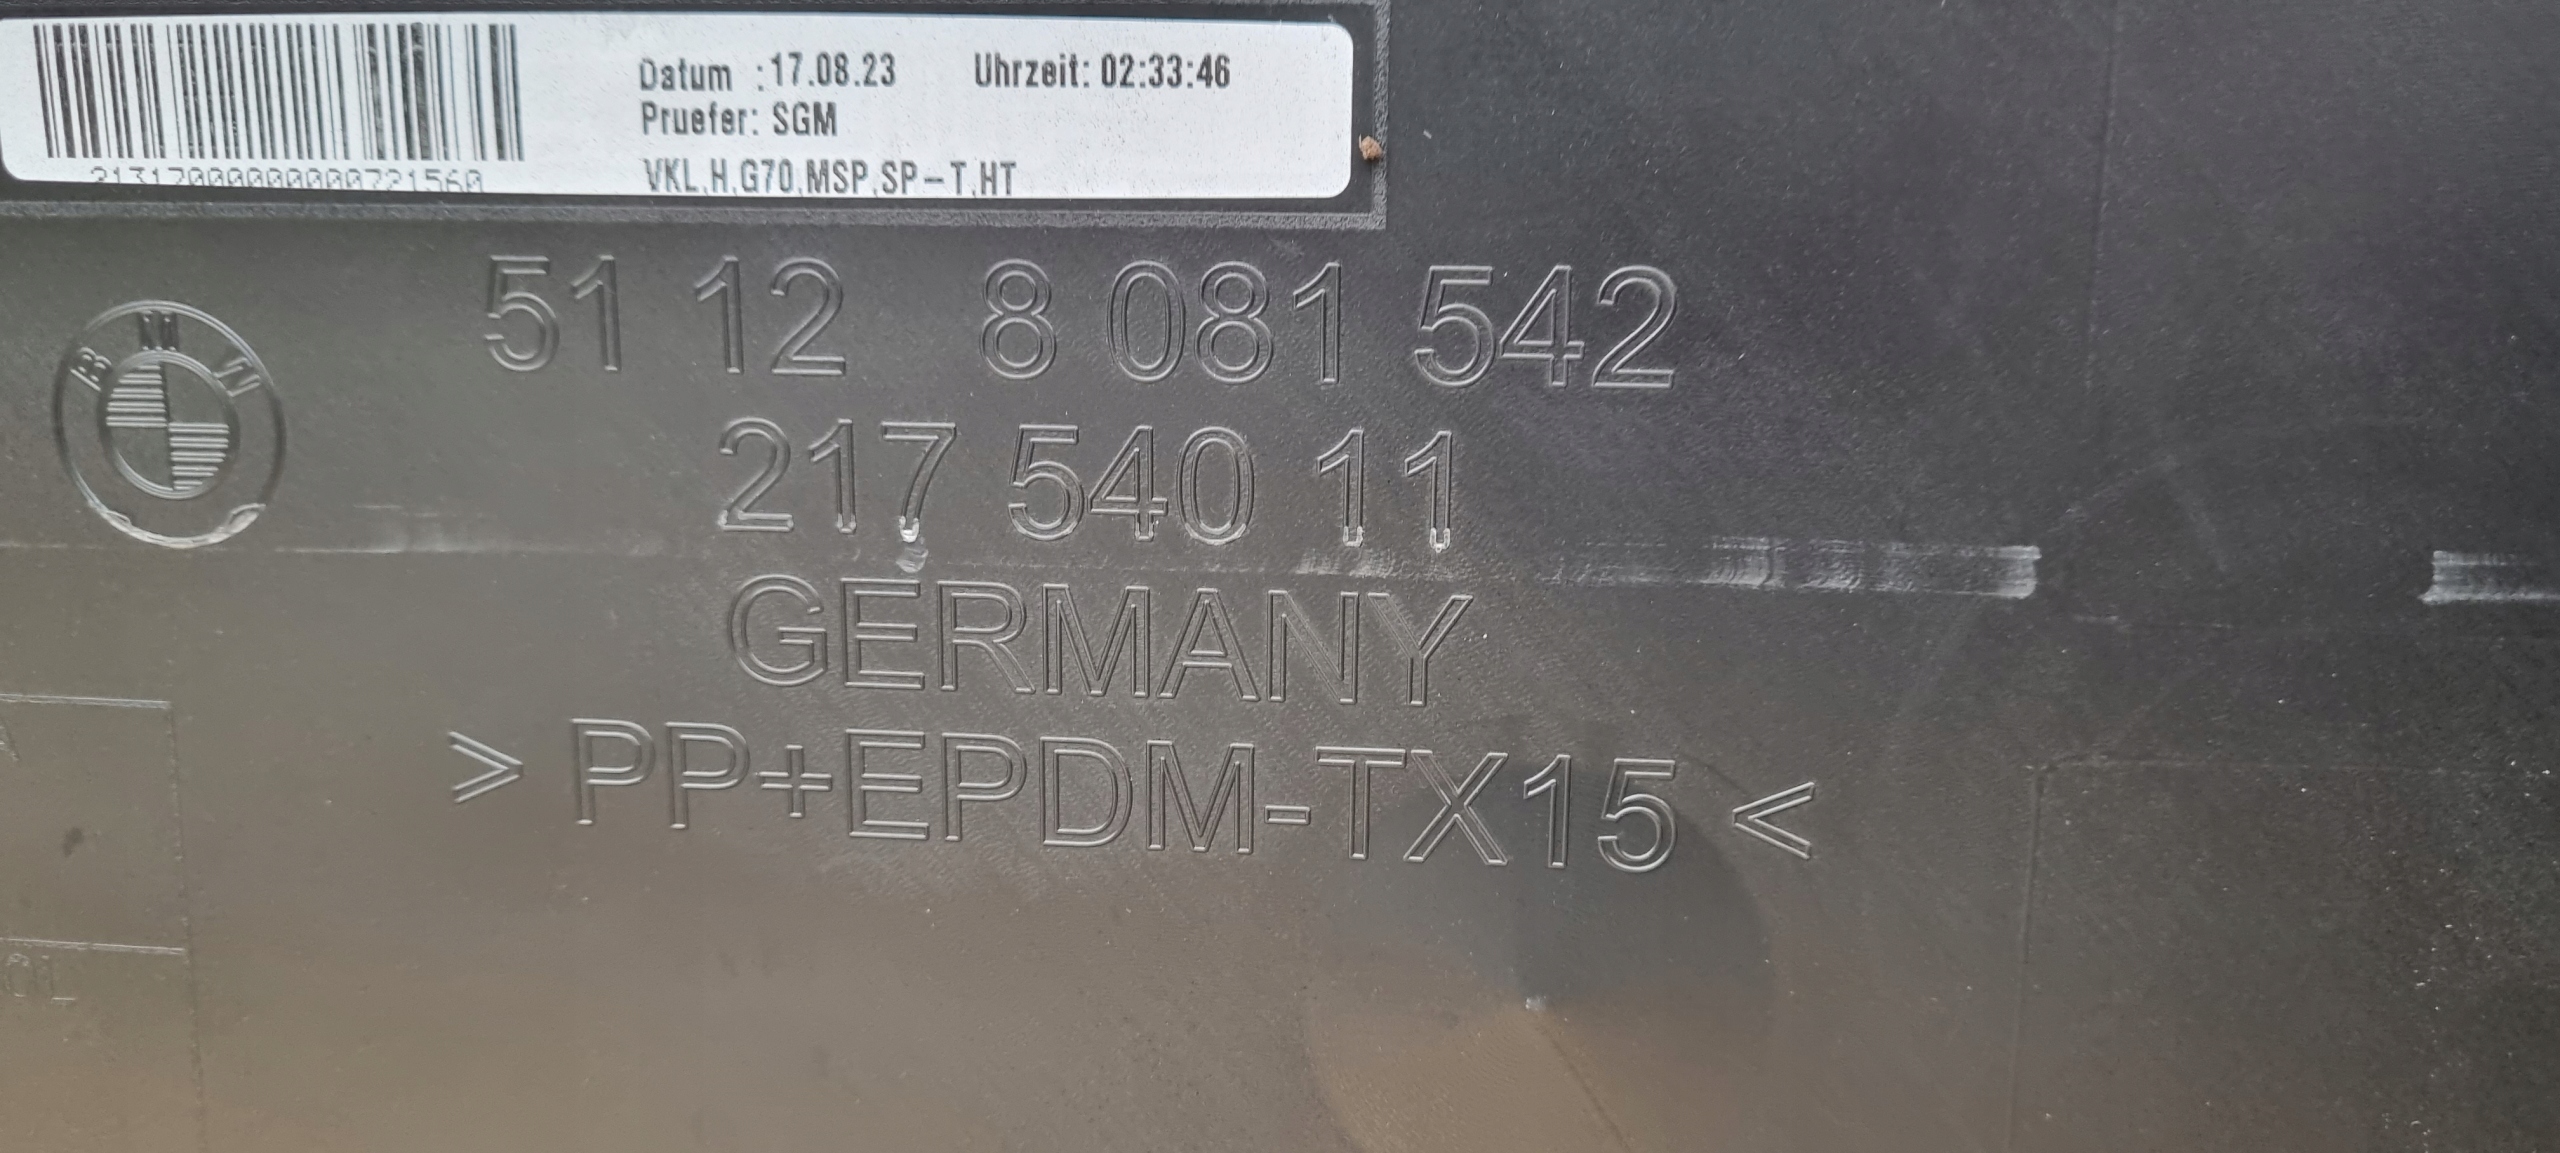 Datum :17.08.23 Uhrzeit: 02:33:46
Pruefer: SGM
VKL,H,G70,MSP,SP-T,HT
BMW
51 12 8 081 542
217 540 11
GERMANY
> PP+EPDM-TX15 <